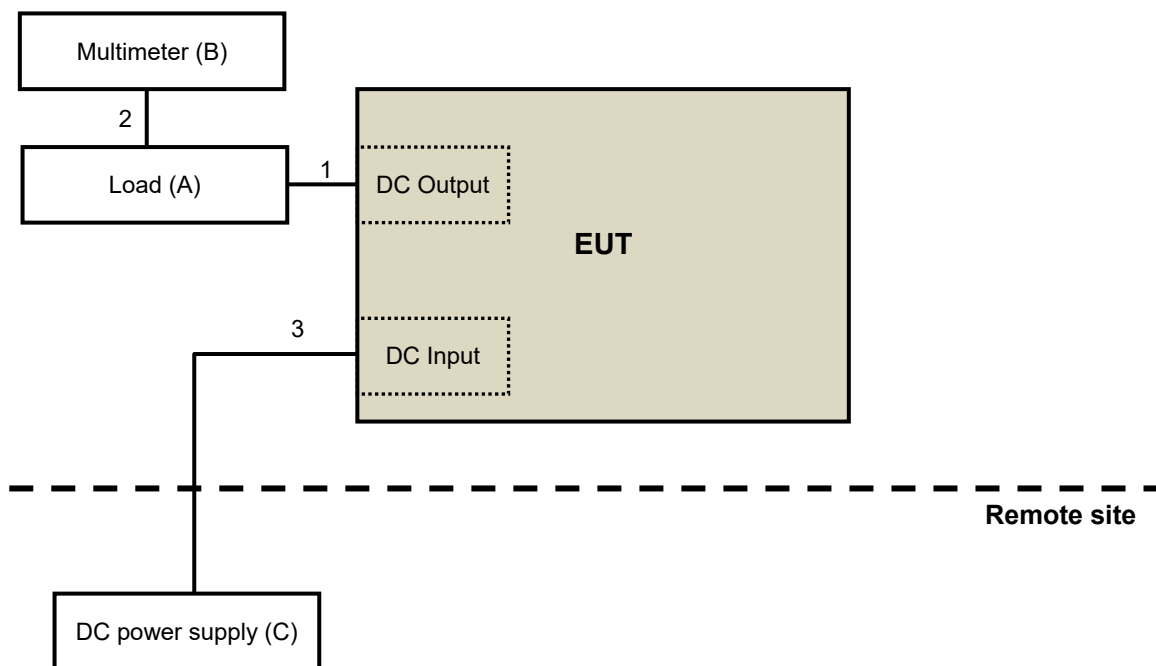 Multimeter (B)
2
Load (A)
1
DC Output
EUT
3
DC Input
Remote site
DC power supply (C)